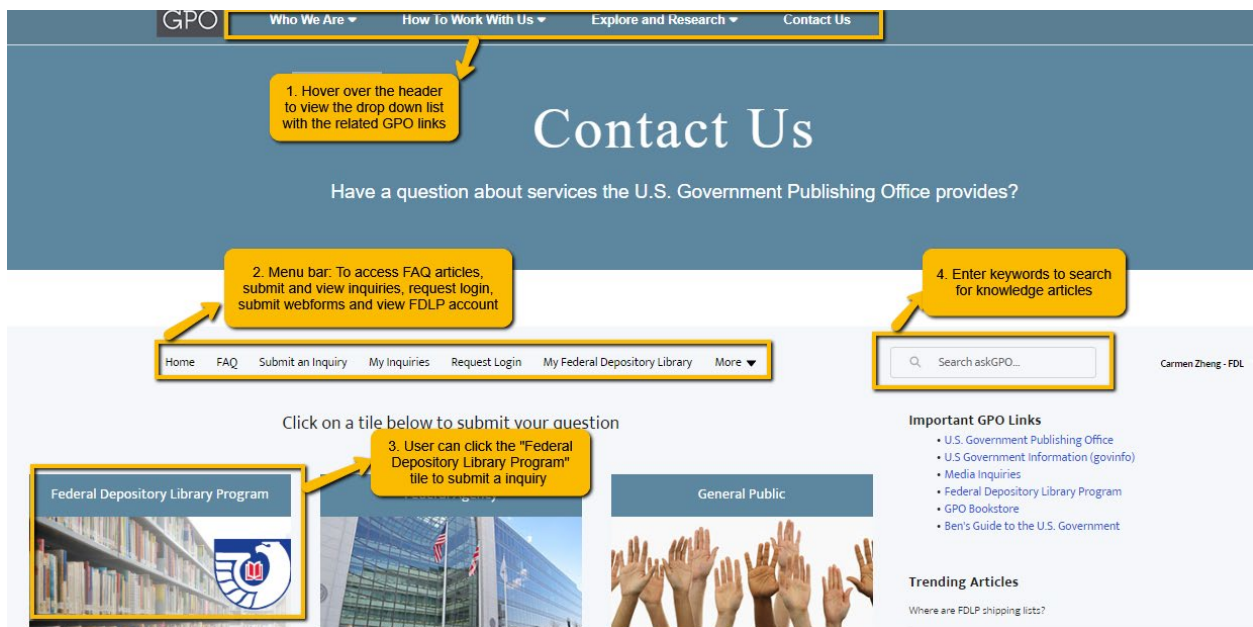 GPO
Who We Are
How To Work With Us
Explore and Research
Contact Us
1. Hover over the header
to view the drop down list
with the related GPO links
Contact Us
Have a question about services the U.S. Government Publishing Office provides?
2. Menu bar: To access FAQ articles,
submit and view inquiries, request login,
submit webforms and view FDLP account
4. Enter keywords to search
for knowledge articles
Home FAQ Submit an Inquiry My Inquiries Request Login My Federal Depository Library More
Search askGPO...
Carmen Zheng - FDL
Click on a tile below to submit your question
3. User can click the "Federal
Depository Library Program"
tile to submit a inquiry
Federal Depository Library Program
General Public
Important GPO Links
• U.S. Government Publishing Office
• U.S Government Information (govinfo)
• Media Inquiries
• Federal Depository Library Program
• GPO Bookstore
• Ben's Guide to the U.S. Government
Trending Articles
Where are FDLP shipping lists?